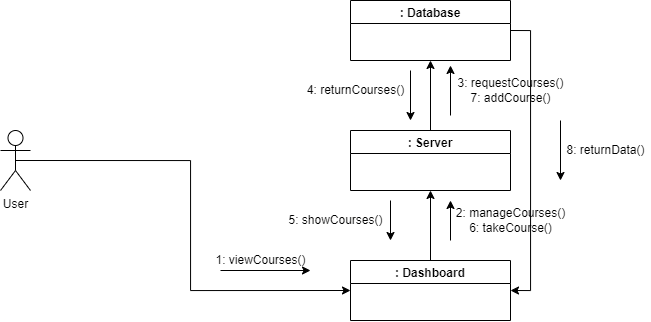 : Database
4: returnCourses()
3: requestCourses()
7: addCourse()
: Server
8: returnData()
User
5: showCourses()
2: manageCourses()
6: takeCourse()
1: viewCourses()
: Dashboard